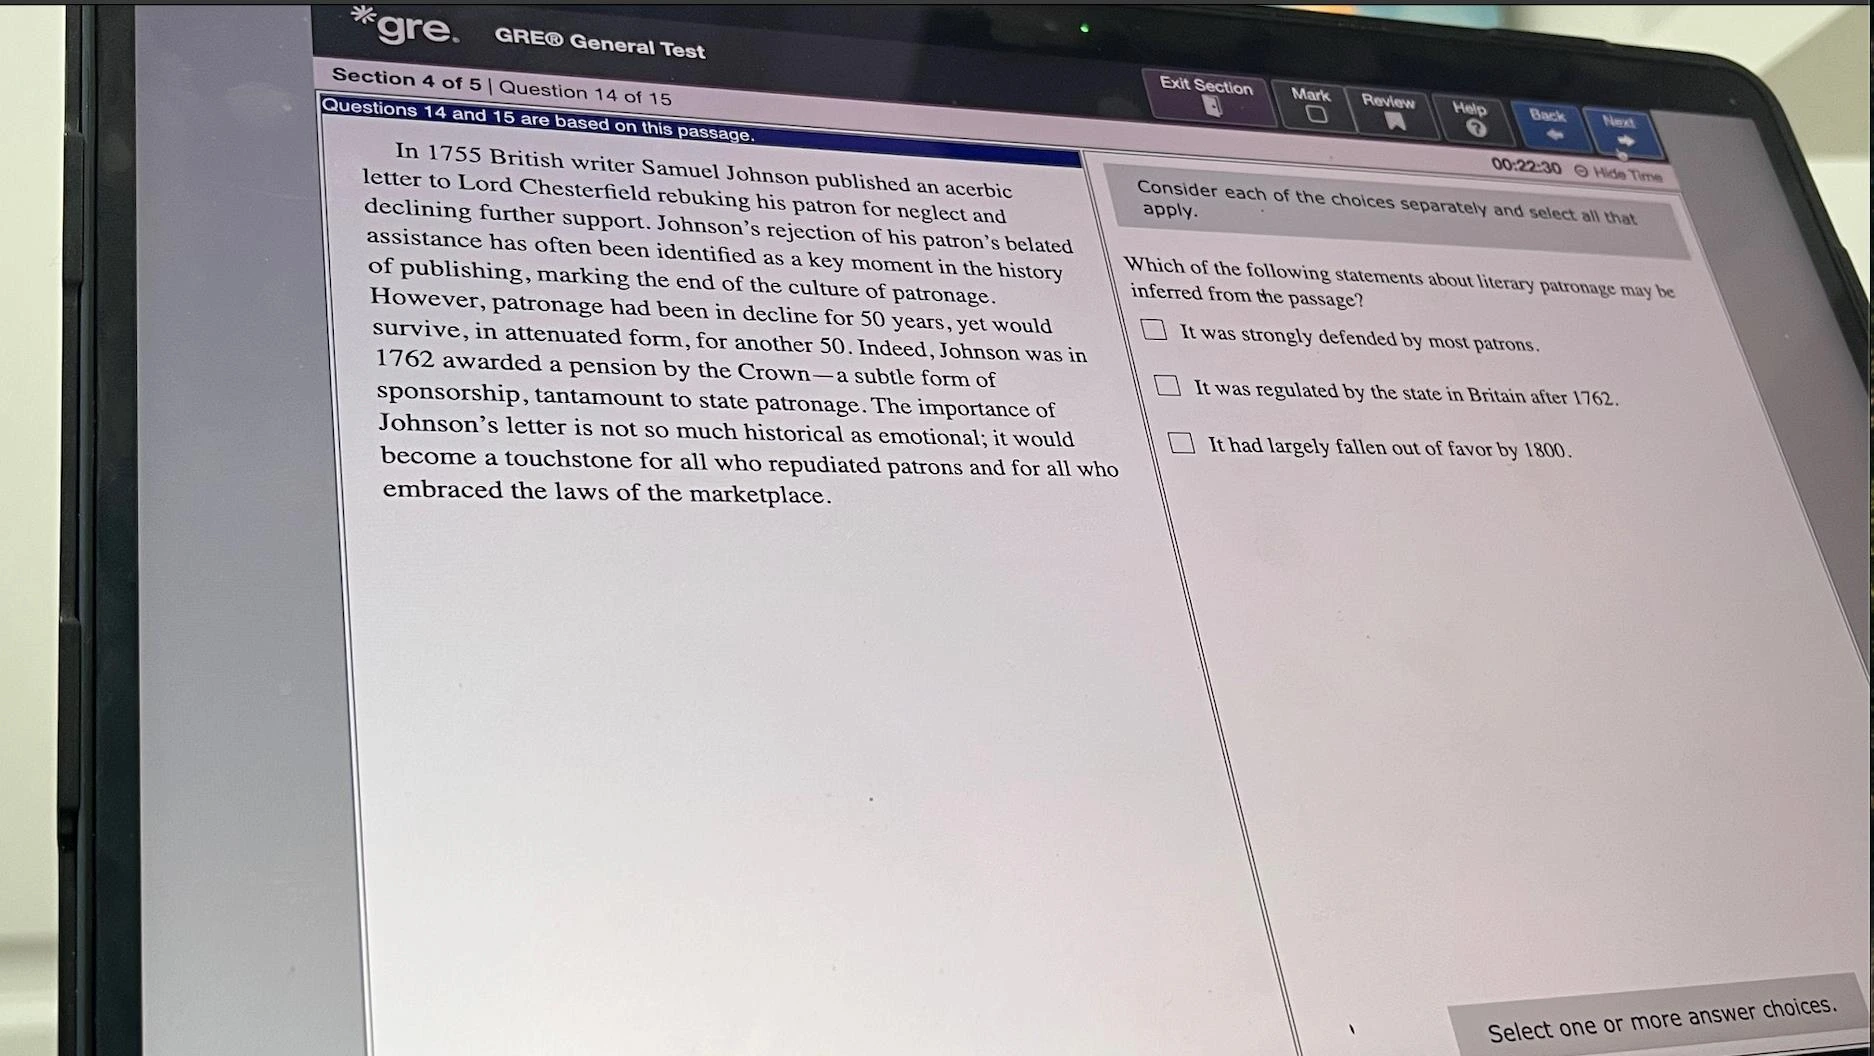 *gre. GRE® General Test
Exit Section
Mark
Review
Help
Back
Next
Section 4 of 5 | Question 14 of 15
00:22:30 Hide Time
Questions 14 and 15 are based on this passage.
In 1755 British writer Samuel Johnson published an acerbic
letter to Lord Chesterfield rebuking his patron for neglect and
declining further support. Johnson's rejection of his patron's belated
assistance has often been identified as a key moment in the history
of publishing, marking the end of the culture of patronage.
However, patronage had been in decline for 50 years, yet would
survive, in attenuated form, for another 50. Indeed, Johnson was in
1762 awarded a pension by the Crown—a subtle form of
sponsorship, tantamount to state patronage. The importance of
Johnson's letter is not so much historical as emotional; it would
become a touchstone for all who repudiated patrons and for all who
embraced the laws of the marketplace.
Consider each of the choices separately and select all that
apply.
Which of the following statements about literary patronage may be
inferred from the passage?
It was strongly defended by most patrons.
It was regulated by the state in Britain after 1762.
It had largely fallen out of favor by 1800.
Select one or more answer choices.